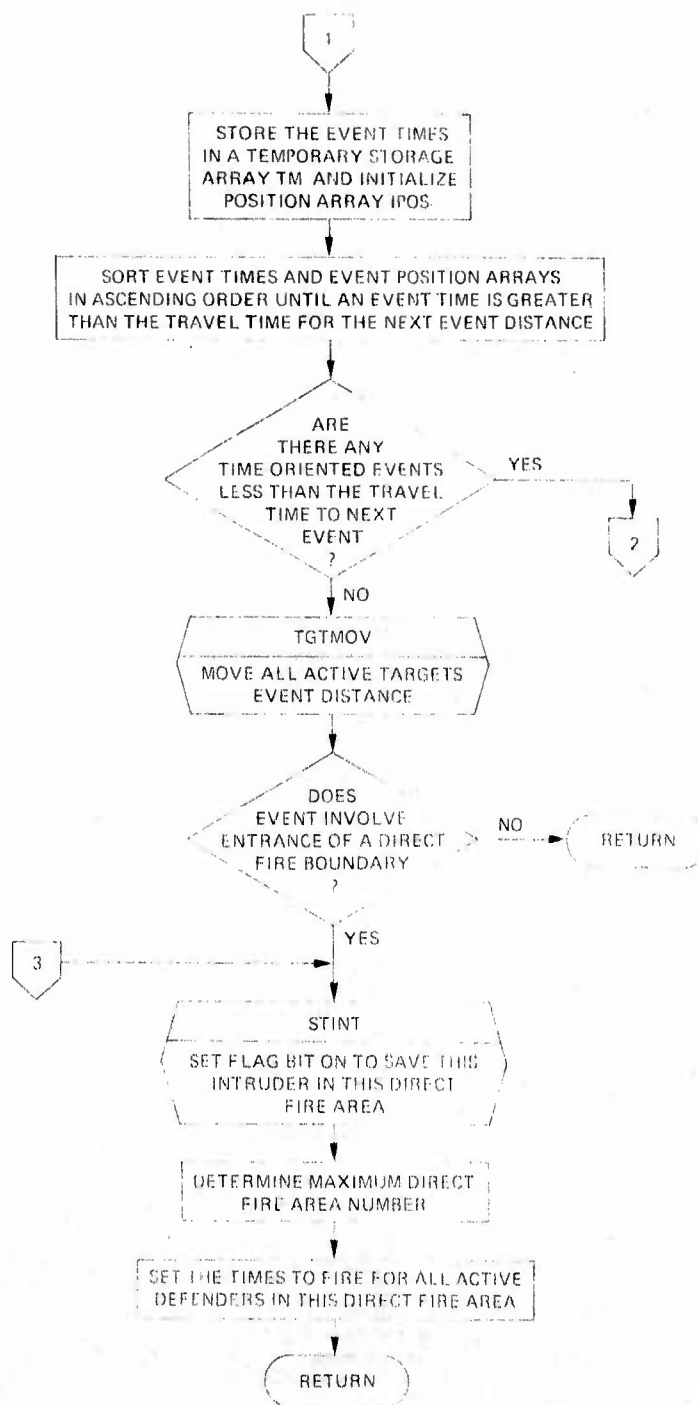 1
STORE THE EVENT TIMES
IN A TEMPORARY STORAGE
ARRAY TM AND INITIALIZE
POSITION ARRAY IPOS.
SORT EVENT TIMES AND EVENT POSITION ARRAYS
IN ASCENDING ORDER UNTIL AN EVENT TIME IS GREATER
THAN THE TRAVEL TIME FOR THE NEXT EVENT DISTANCE
ARE
THERE ANY
TIME ORIENTED EVENTS
LESS THAN THE TRAVEL
TIME TO NEXT
EVENT
?
YES
2
NO
TGTMOV
MOVE ALL ACTIVE TARGETS
EVENT DISTANCE
DOES
EVENT INVOLVE
ENTRANCE OF A DIRECT
FIRE BOUNDARY
?
NO
RETURN
YES
3
STINT
SET FLAG BIT ON TO SAVE THIS
INTRUDER IN THIS DIRECT
FIRE AREA
DETERMINE MAXIMUM DIRECT
FIRE AREA NUMBER
SET THE TIMES TO FIRE FOR ALL ACTIVE
DEFENDERS IN THIS DIRECT FIRE AREA
RETURN